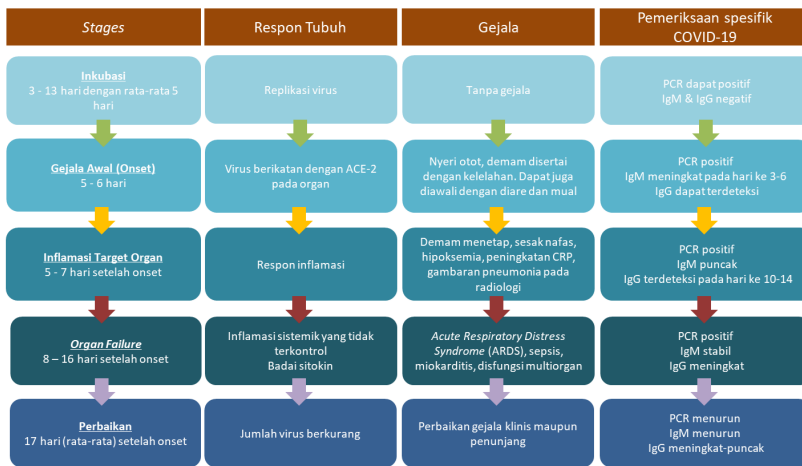 Stages
Respon Tubuh
Gejala
Pemeriksaan spesifik
COVID-19
Inkubasi
3 - 13 hari dengan rata-rata 5
hari
Replikasi virus
Tanpa gejala
PCR dapat positif
IgM & IgG negatif
Gejala Awal (Onset)
5 - 6 hari
Virus berikatan dengan ACE-2
pada organ
Nyeri otot, demam disertai
dengan kelelahan. Dapat juga
diawali dengan diare dan mual
PCR positif
IgM meningkat pada hari ke 3-6
IgG dapat terdeteksi
Inflamasi Target Organ
5 - 7 hari setelah onset
Respon inflamasi
Demam menetap, sesak nafas,
hipoksemia, peningkatan CRP,
gambaran pneumonia pada
radiologi
PCR positif
IgM puncak
IgG terdeteksi pada hari ke 10-14
Organ Failure
8 – 16 hari setelah onset
Inflamasi sistemik yang tidak
terkontrol
Badai sitokin
Acute Respiratory Distress
Syndrome (ARDS), sepsis,
miokarditis, disfungsi multiorgan
PCR positif
IgM stabil
IgG meningkat
Perbaikan
17 hari (rata-rata) setelah onset
Jumlah virus berkurang
Perbaikan gejala klinis maupun
penunjang
PCR menurun
IgM menurun
IgG meningkat-puncak